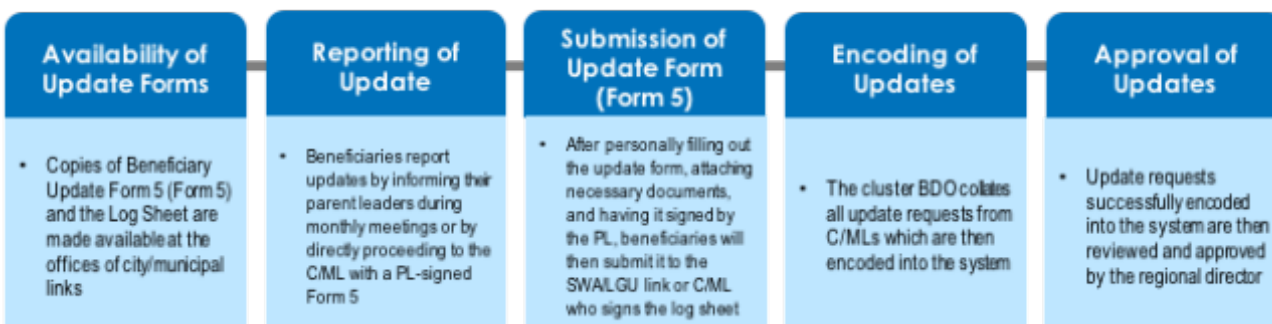 Availability of
Update Forms
• Copies of Beneficiary
Update Form 5 (Form 5)
and the Log Sheet are
made available at the
offices of city/municipal
links
Reporting of
Update
• Beneficiaries report
updates by informing their
parent leaders during
monthly meetings or by
directly proceeding to the
C/ML with a PL-signed
Form 5
Submission of
Update Form
(Form 5)
• After personally filling out
the update form, attaching
necessary documents,
and having it signed by
the PL, beneficiaries will
then submit it to the
SWA/LGU link or C/ML
who signs the log sheet
Encoding of
Updates
• The cluster BDO collates
all update requests from
C/MLs which are then
encoded into the system
Approval of
Updates
• Update requests
successfully encoded
into the system are then
reviewed and approved
by the regional director